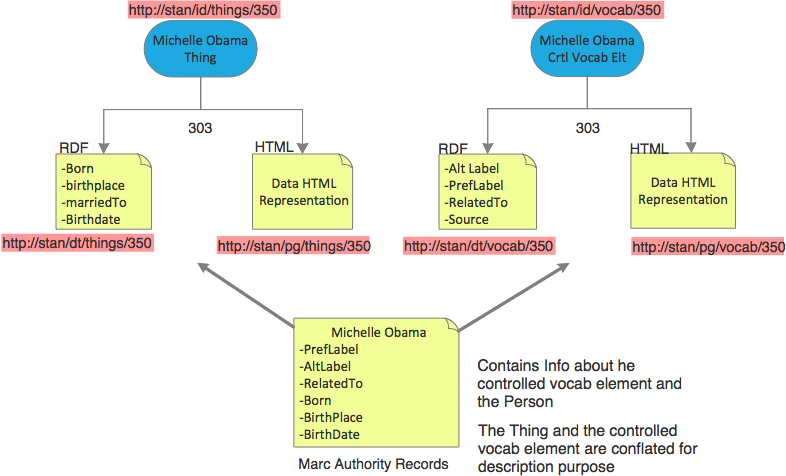 http://stan/id/things/350
http://stan/id/vocab/350
Michelle Obama
Thing
Michelle Obama
Crtl Vocab Elt
303
303
RDF
HTML
RDF
HTML
-Born
-birthplace
-marriedTo
-Birthdate
Data HTML
Representation
-Alt Label
-PrefLabel
-RelatedTo
-Source
Data HTML
Representation
http://stan/dt/things/350
http://stan/pg/things/350
http://stan/dt/vocab/350
http://stan/pg/vocab/350
Michelle Obama
-PrefLabel
-AltLabel
-RelatedTo
-Born
-BirthPlace
-BirthDate
Marc Authority Records
Contains Info about he
controlled vocab element and
the Person
The Thing and the controlled
vocab element are conflated for
description purpose